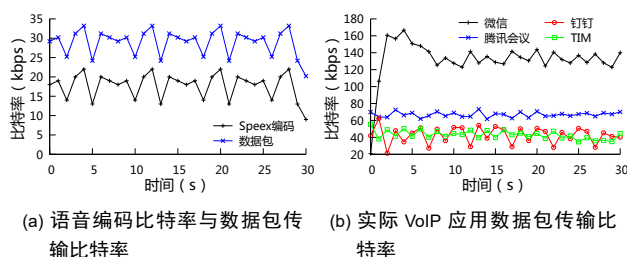 比特率 (kbps)
35
30
25
20
15
10
5
0
Speex编码
数据包
0 5 10 15 20 25 30
时间 (s)
(a) 语音编码比特率与数据包传
输比特率
比特率 (kbps)
180
160
140
120
100
80
60
40
20
微信
腾讯会议
钉钉
TIM
0 5 10 15 20 25 30
时间 (s)
(b) 实际 VoIP 应用数据包传输比
特率